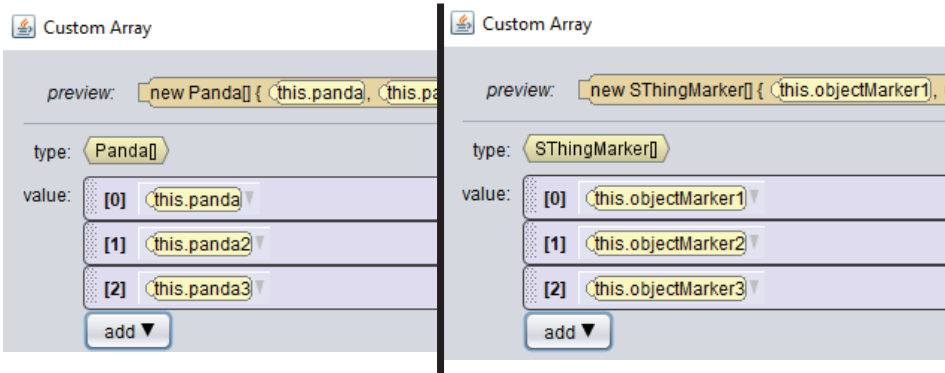 Custom Array
preview: new Panda[] { this.panda, this.pa
type: Panda[]
value: [0] this.panda
[1] this.panda2
[2] this.panda3
add
Custom Array
preview: new SThingMarker[] { this.objectMarker1,
type: SThingMarker[]
value: [0] this.objectMarker1
[1] this.objectMarker2
[2] this.objectMarker3
add